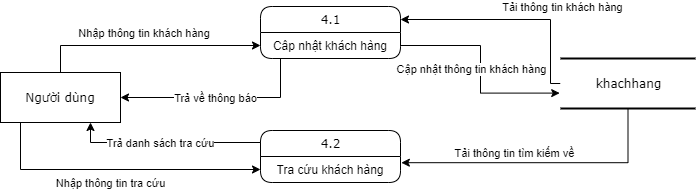 4.1
Tải thông tin khách hàng
Nhập thông tin khách hàng
Cập nhật khách hàng
Cập nhật thông tin khách hàng
khachhang
Người dùng
Trả về thông báo
4.2
Trả danh sách tra cứu
Tải thông tin tìm kiếm về
Tra cứu khách hàng
Nhập thông tin tra cứu